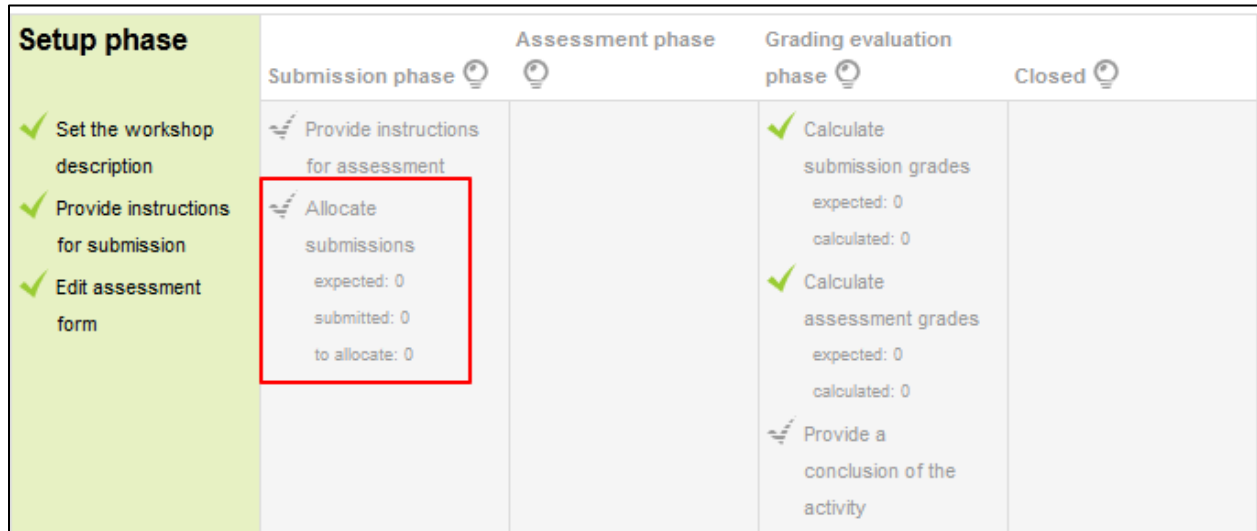 Setup phase
Set the workshop
description
Provide instructions
for submission
Edit assessment
form
Submission phase
Provide instructions
for assessment
Allocate
submissions
expected: 0
submitted: 0
to allocate: 0
Assessment phase
Grading evaluation
phase
Calculate
submission grades
expected: 0
calculated: 0
Calculate
assessment grades
expected: 0
calculated: 0
Provide a
conclusion of the
activity
Closed